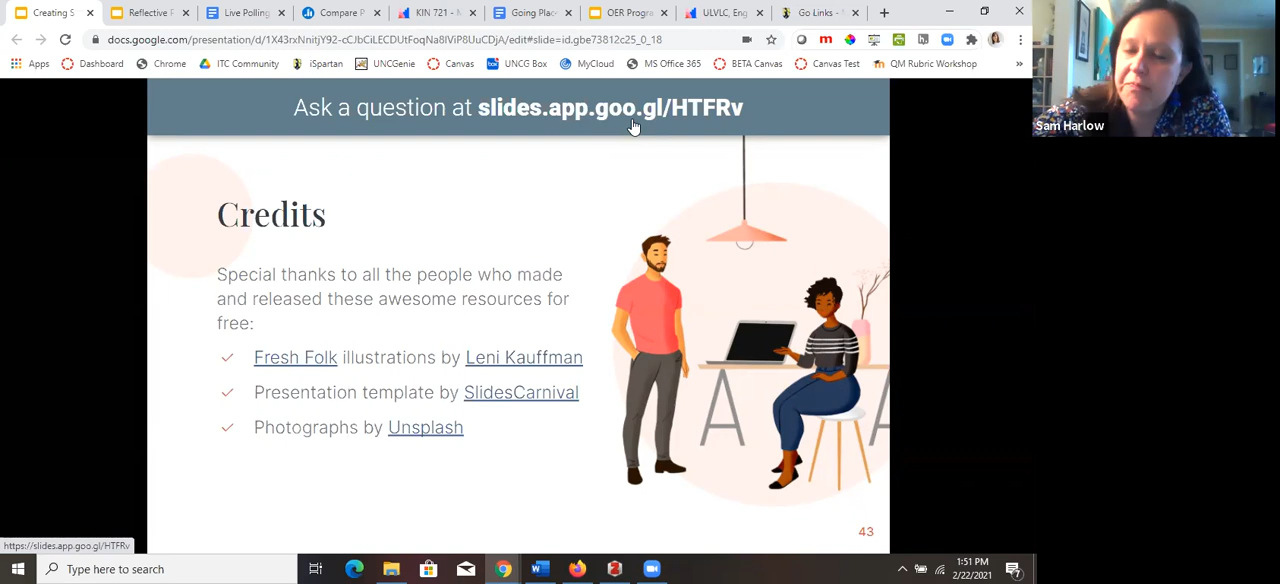 Creating S
Reflective F
Live Polling
Compare P
KIN 721 - M
Going Plac
OER Progra
ULVLC, Eng
Go Links - 
docs.google.com/presentation/d/1X43rxNnitjY92-cCJbCiLECDUtFoqNa8IViP8UuCDjA/edit#slide=id.gbe73812c25_0_18
Apps
Dashboard
Chrome
ITC Community
iSpartan
UNCGenie
Canvas
UNCG Box
MyCloud
MS Office 365
BETA Canvas
Canvas Test
QM Rubric Workshop
»
Ask a question at slides.app.goo.gl/HTFRv
Sam Harlow
Credits
Special thanks to all the people who made
and released these awesome resources for
free:
Fresh Folk illustrations by Leni Kauffman
Presentation template by SlidesCarnival
Photographs by Unsplash
43
https://slides.app.goo.gl/HTFRv
Type here to search
1:51 PM
2/22/2021
7